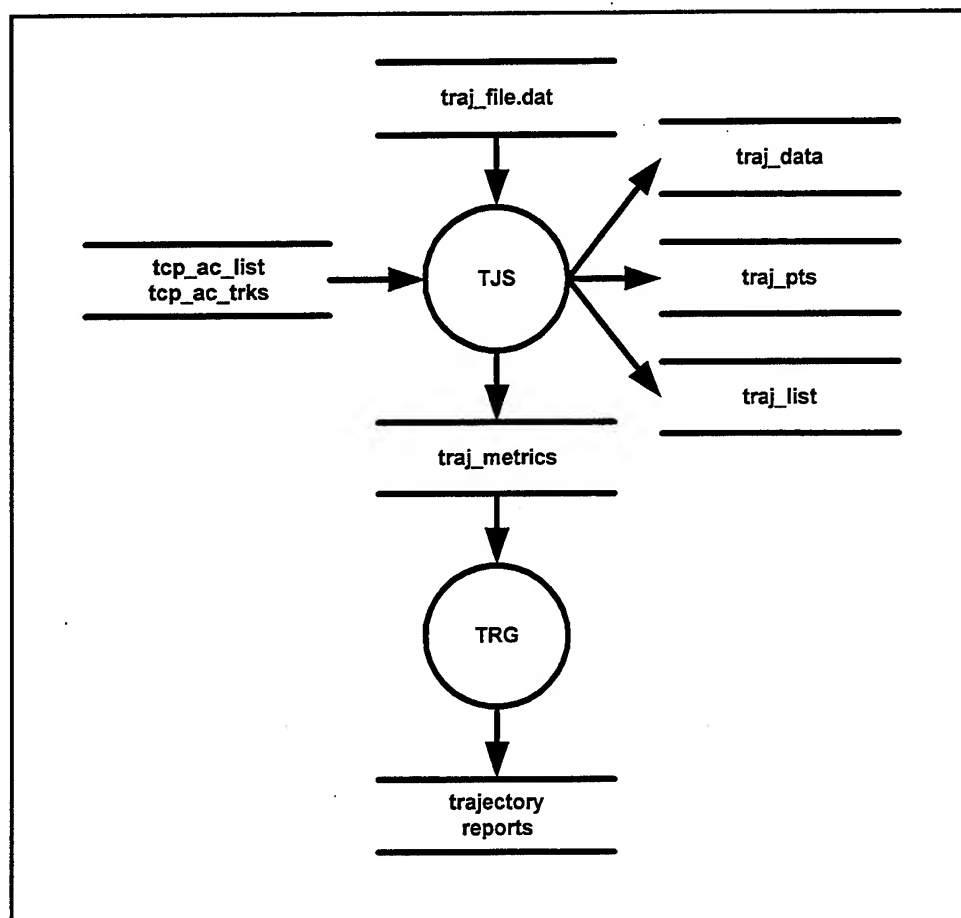 traj_file.dat
traj_data
tcp_ac_list
tcp_ac_trks
TJS
traj_pts
traj_list
traj_metrics
TRG
trajectory
reports